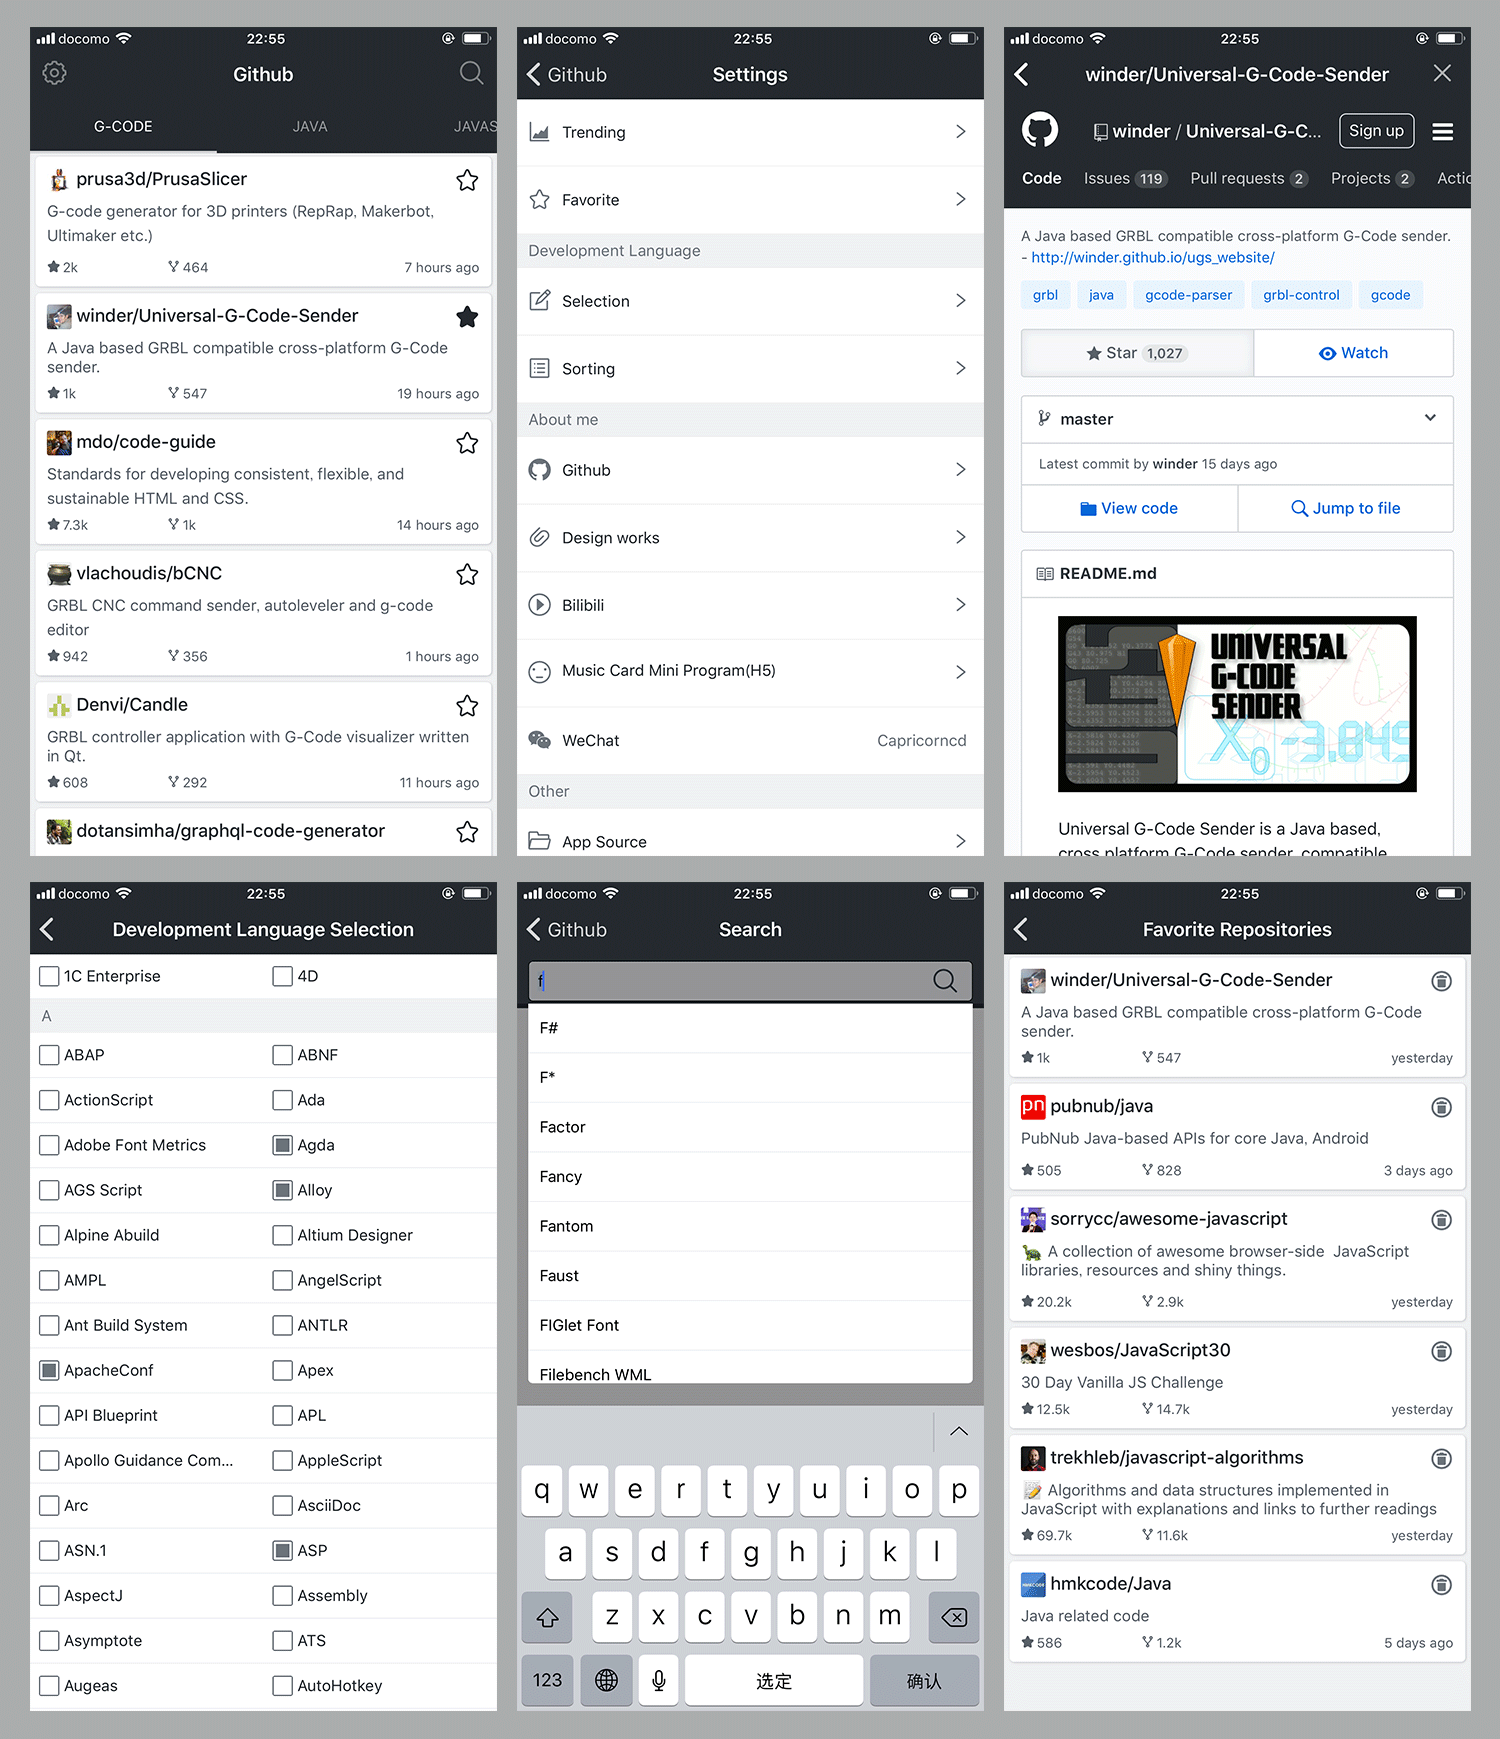 docomo 22:55
Github
G-CODE JAVA JAVAS
prusa3d/PrusaSlicer
G-code generator for 3D printers (RepRap, Makerbot,
Ultimaker etc.)
2k 464 7 hours ago
winder/Universal-G-Code-Sender
A Java based GRBL compatible cross-platform G-Code
sender.
1k 547 19 hours ago
mdo/code-guide
Standards for developing consistent, flexible, and
sustainable HTML and CSS.
7.3k 1k 14 hours ago
vlachoudis/bCNC
GRBL CNC command sender, autoleveler and g-code
editor
942 356 1 hours ago
Denvi/Candle
GRBL controller application with G-Code visualizer written
in Qt.
608 292 11 hours ago
dotansimha/graphql-code-generator
docomo 22:55
Github Settings
Trending
Favorite
Development Language
Selection
Sorting
About me
Github
Design works
Bilibili
Music Card Mini Program(H5)
WeChat Capricorncd
Other
App Source
docomo 22:55
winder/Universal-G-Code-Sender
winder / Universal-G-C... Sign up
Code Issues 119 Pull requests 2 Projects 2 Actic
A Java based GRBL compatible cross-platform G-Code sender.
- http://winder.github.io/ugs_website/
grbl java gcode-parser grbl-control gcode
Star 1,027 Watch
master
Latest commit by winder 15 days ago
View code Jump to file
README.md
UNIVERSAL
G-CODE
SENDER
X0 -3.849
Universal G-Code Sender is a Java based,
cross platform G-Code sender, compatible
docomo 22:55
Development Language Selection
1C Enterprise 4D
A
ABAP ABNF
ActionScript Ada
Adobe Font Metrics Agda
AGS Script Alloy
Alpine Abuild Altium Designer
AMPL AngelScript
Ant Build System ANTLR
ApacheConf Apex
API Blueprint APL
Apollo Guidance Com... AppleScript
Arc AsciiDoc
ASN.1 ASP
AspectJ Assembly
Asymptote ATS
Augeas AutoHotkey
docomo 22:55
Github Search
f
F#
F*
Factor
Fancy
Fantom
Faust
FIGlet Font
Filebench WML
q w e r t y u i o p
a s d f g h j k l
z x c v b n m
123 选定 确认
docomo 22:55
Favorite Repositories
winder/Universal-G-Code-Sender
A Java based GRBL compatible cross-platform G-Code
sender.
1k 547 yesterday
pn pubnub/java
PubNub Java-based APIs for core Java, Android
505 828 3 days ago
sorrycc/awesome-javascript
A collection of awesome browser-side JavaScript
libraries, resources and shiny things.
20.2k 2.9k yesterday
wesbos/JavaScript30
30 Day Vanilla JS Challenge
12.5k 14.7k yesterday
trekhleb/javascript-algorithms
Algorithms and data structures implemented in
JavaScript with explanations and links to further readings
69.7k 11.6k yesterday
HMKCODE hmkcode/Java
Java related code
586 1.2k 5 days ago